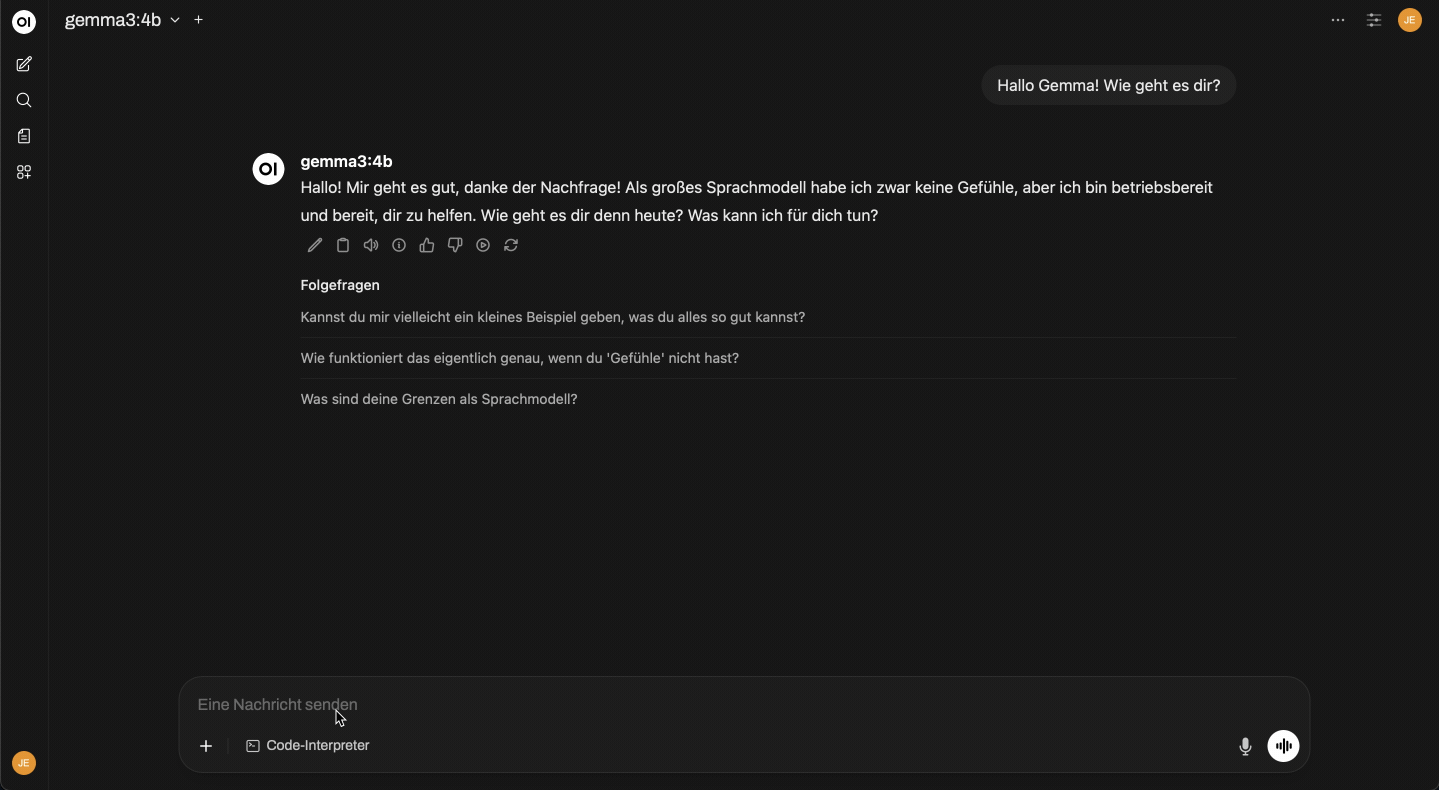 OI
gemma3:4b
JE
Hallo Gemma! Wie geht es dir?
OI
gemma3:4b
Hallo! Mir geht es gut, danke der Nachfrage! Als großes Sprachmodell habe ich zwar keine Gefühle, aber ich bin betriebsbereit
und bereit, dir zu helfen. Wie geht es dir denn heute? Was kann ich für dich tun?
Folgefragen
Kannst du mir vielleicht ein kleines Beispiel geben, was du alles so gut kannst?
Wie funktioniert das eigentlich genau, wenn du 'Gefühle' nicht hast?
Was sind deine Grenzen als Sprachmodell?
Eine Nachricht senden
Code-Interpreter
JE